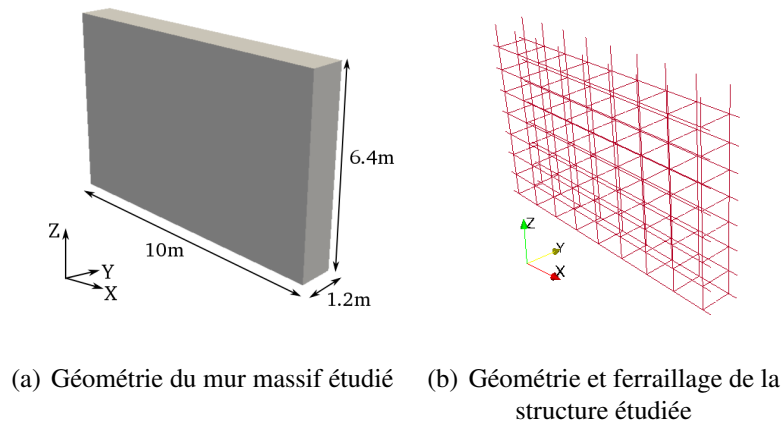 6.4m
10m
1.2m
Z
Y
X
Z
Y
X
(a) Géométrie du mur massif étudié
(b) Géométrie et ferraillage de la
structure étudiée